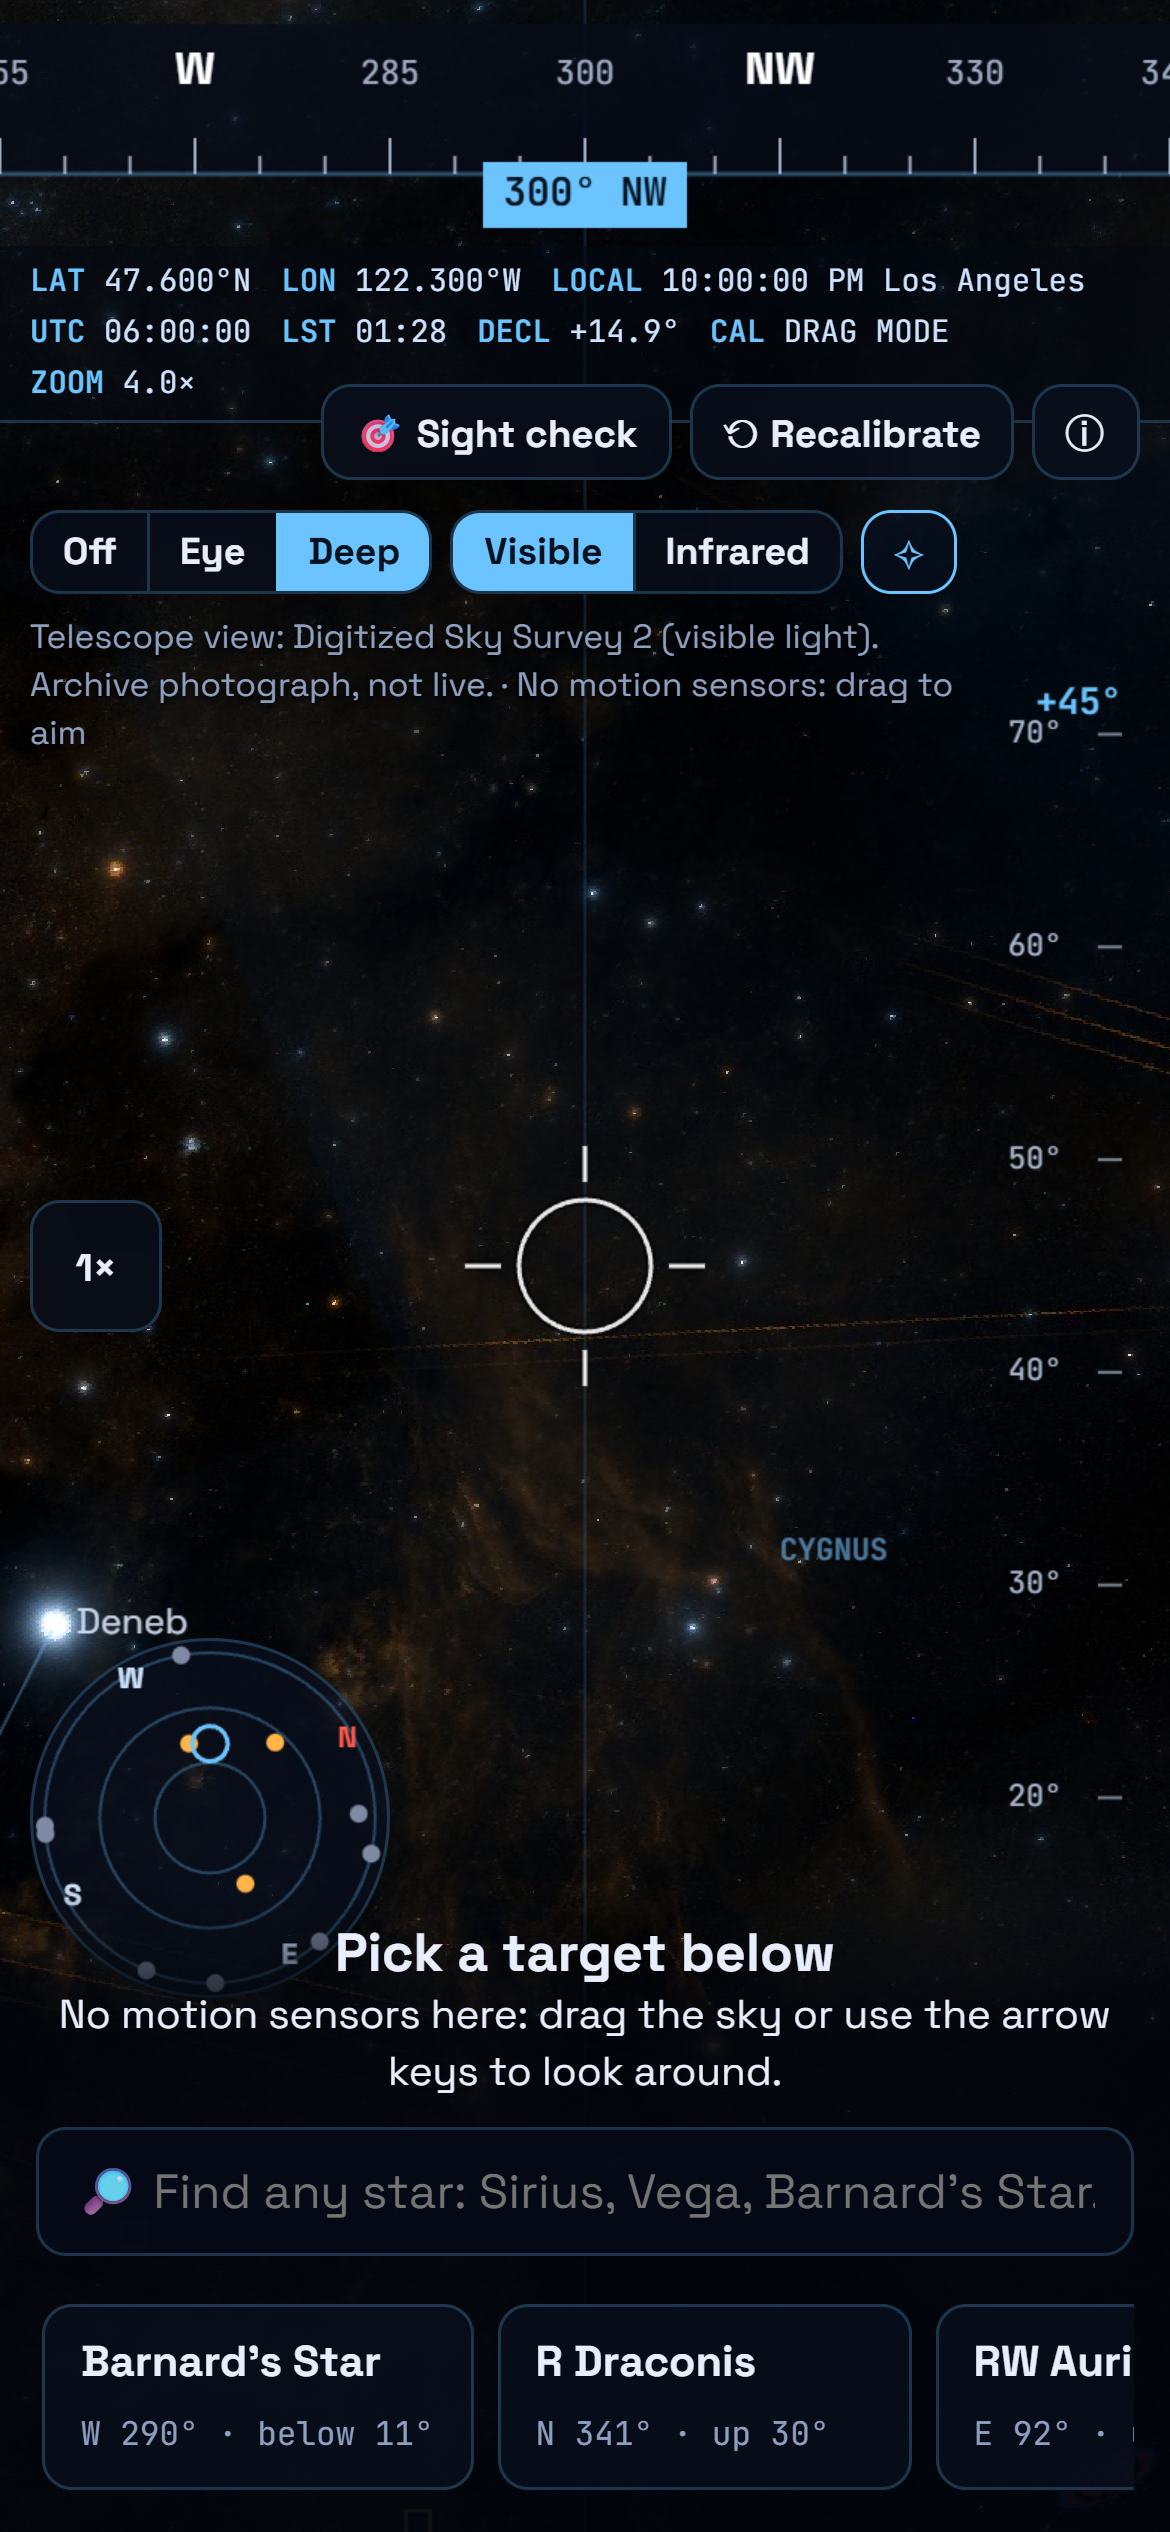 W 285 300 NW 330
300° NW
LAT 47.600°N LON 122.300°W LOCAL 10:00:00 PM Los Angeles
UTC 06:00:00 LST 01:28 DECL +14.9° CAL DRAG MODE
ZOOM 4.0×
Sight check Recalibrate
Off Eye Deep Visible Infrared
Telescope view: Digitized Sky Survey 2 (visible light).
Archive photograph, not live. · No motion sensors: drag to
aim
+45°
70°
60°
50°
1×
40°
CYGNUS
30°
Deneb
W
N
20°
S
E
Pick a target below
No motion sensors here: drag the sky or use the arrow
keys to look around.
Find any star: Sirius, Vega, Barnard's Star.
Barnard's Star R Draconis RW Auri
W 290° · below 11° N 341° · up 30° E 92° ·